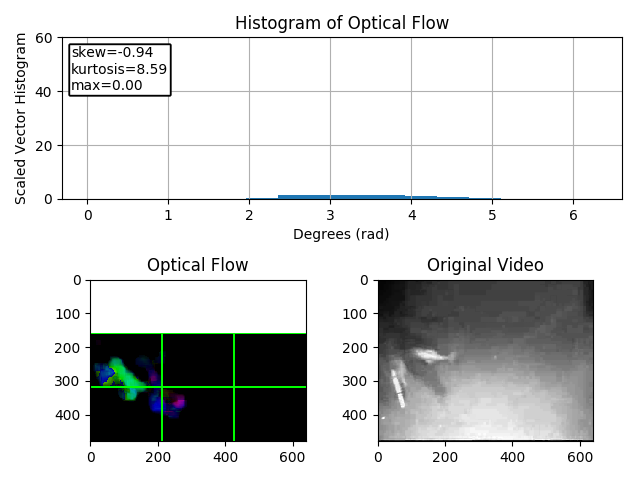 Histogram of Optical Flow
Scaled Vector Histogram
60
40
20
0
skew=-0.94
kurtosis=8.59
max=0.00
0 1 2 3 4 5 6
Degrees (rad)
Optical Flow
0
100
200
300
400
0 200 400 600
Original Video
0
100
200
300
400
0 200 400 600